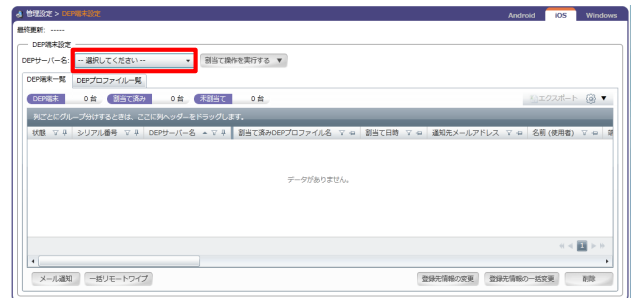 管理設定 > DEP端末設定
Android iOS Windows
最終更新: -----
DEP端末設定
DEPサーバー名: -- 選択してください -- 割当て操作を実行する ▼
DEP端末一覧 DEPプロファイル一覧
DEP端末 0 台 割当て済み 0 台 未割当て 0 台 エクスポート
列ごとにグループ分けするときは、ここに列ヘッダーをドラッグします。
状態 シリアル番号 DEPサーバー名 割当て済みDEPプロファイル名 割当て日時 通知先メールアドレス 名前 (使用者)
データがありません。
1
メール通知 一括リモートワイプ 登録先情報の変更 登録先情報の一括変更 削除